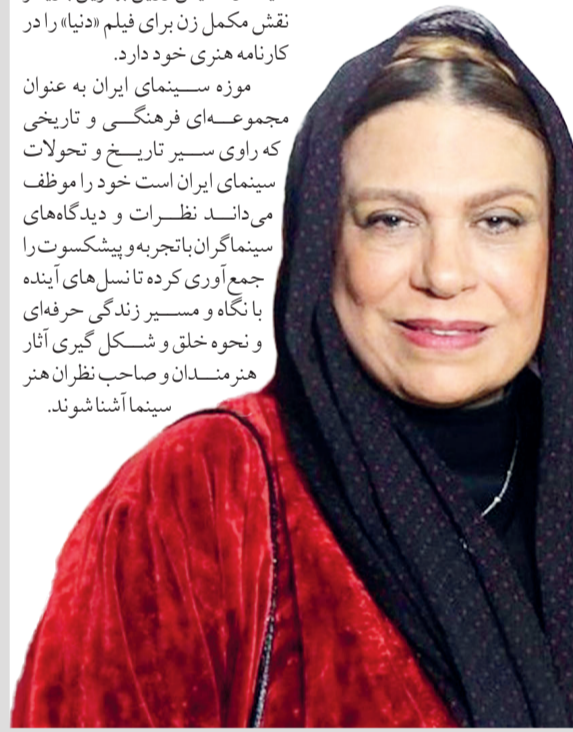 نقش مکمل زن برای فیلم «دنیا» را در
کارنامه هنری خود دارد.
موزه سینمای ایران به عنوان
مجموعه‌ای فرهنگی و تاریخی
که راوی سیر تاریخ و تحولات
سینمای ایران است خود را موظف
می‌داند نظرات و دیدگاه‌های
سینماگران باتجربه و پیشکسوت را
جمع‌آوری کرده تا نسل‌های آینده
با نگاه و مسیر زندگی حرفه‌ای
و نحوه خلق و شکل گیری آثار
هنرمندان و صاحب نظران هنر
سینما آشنا شوند.